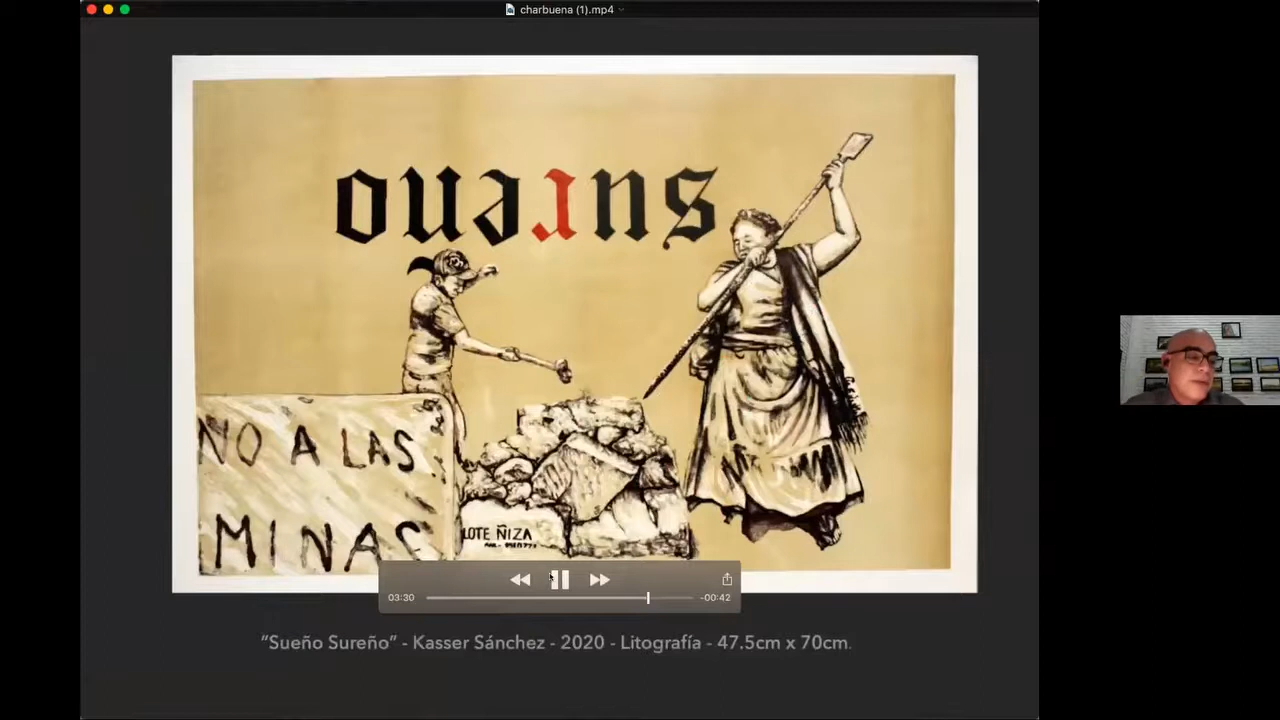 charbuena (1).mp4
sureno
NO A LAS
MINAS
LOTE ÑIZA
03:30
-00:42
“Sueño Sureño” - Kasser Sánchez - 2020 - Litografía - 47.5cm x 70cm.